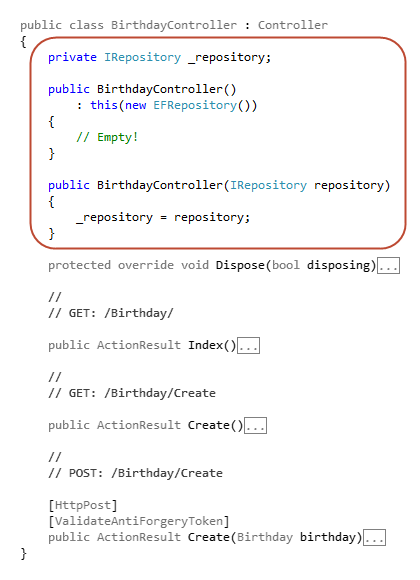 public class BirthdayController : Controller
{
    private IRepository _repository;

    public BirthdayController()
        : this(new EFRepository())
    {
        // Empty!
    }

    public BirthdayController(IRepository repository)
    {
        _repository = repository;
    }

    protected override void Dispose(bool disposing)...

    //
    // GET: /Birthday/

    public ActionResult Index()...

    //
    // GET: /Birthday/Create

    public ActionResult Create()...

    //
    // POST: /Birthday/Create

    [HttpPost]
    [ValidateAntiForgeryToken]
    public ActionResult Create(Birthday birthday)...
}